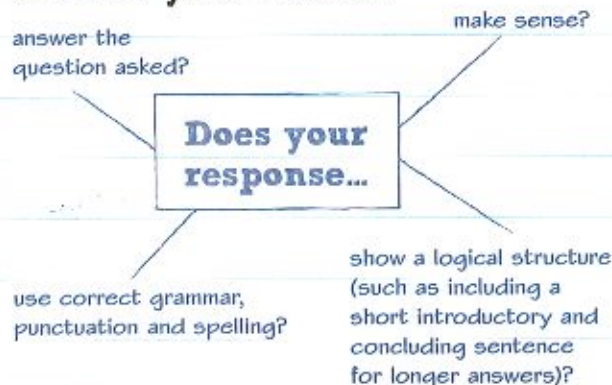 make sense?
answer the
question asked?
Does your
response...
show a logical structure
(such as including a
short introductory and
concluding sentence
for longer answers)?
use correct grammar,
punctuation and spelling?